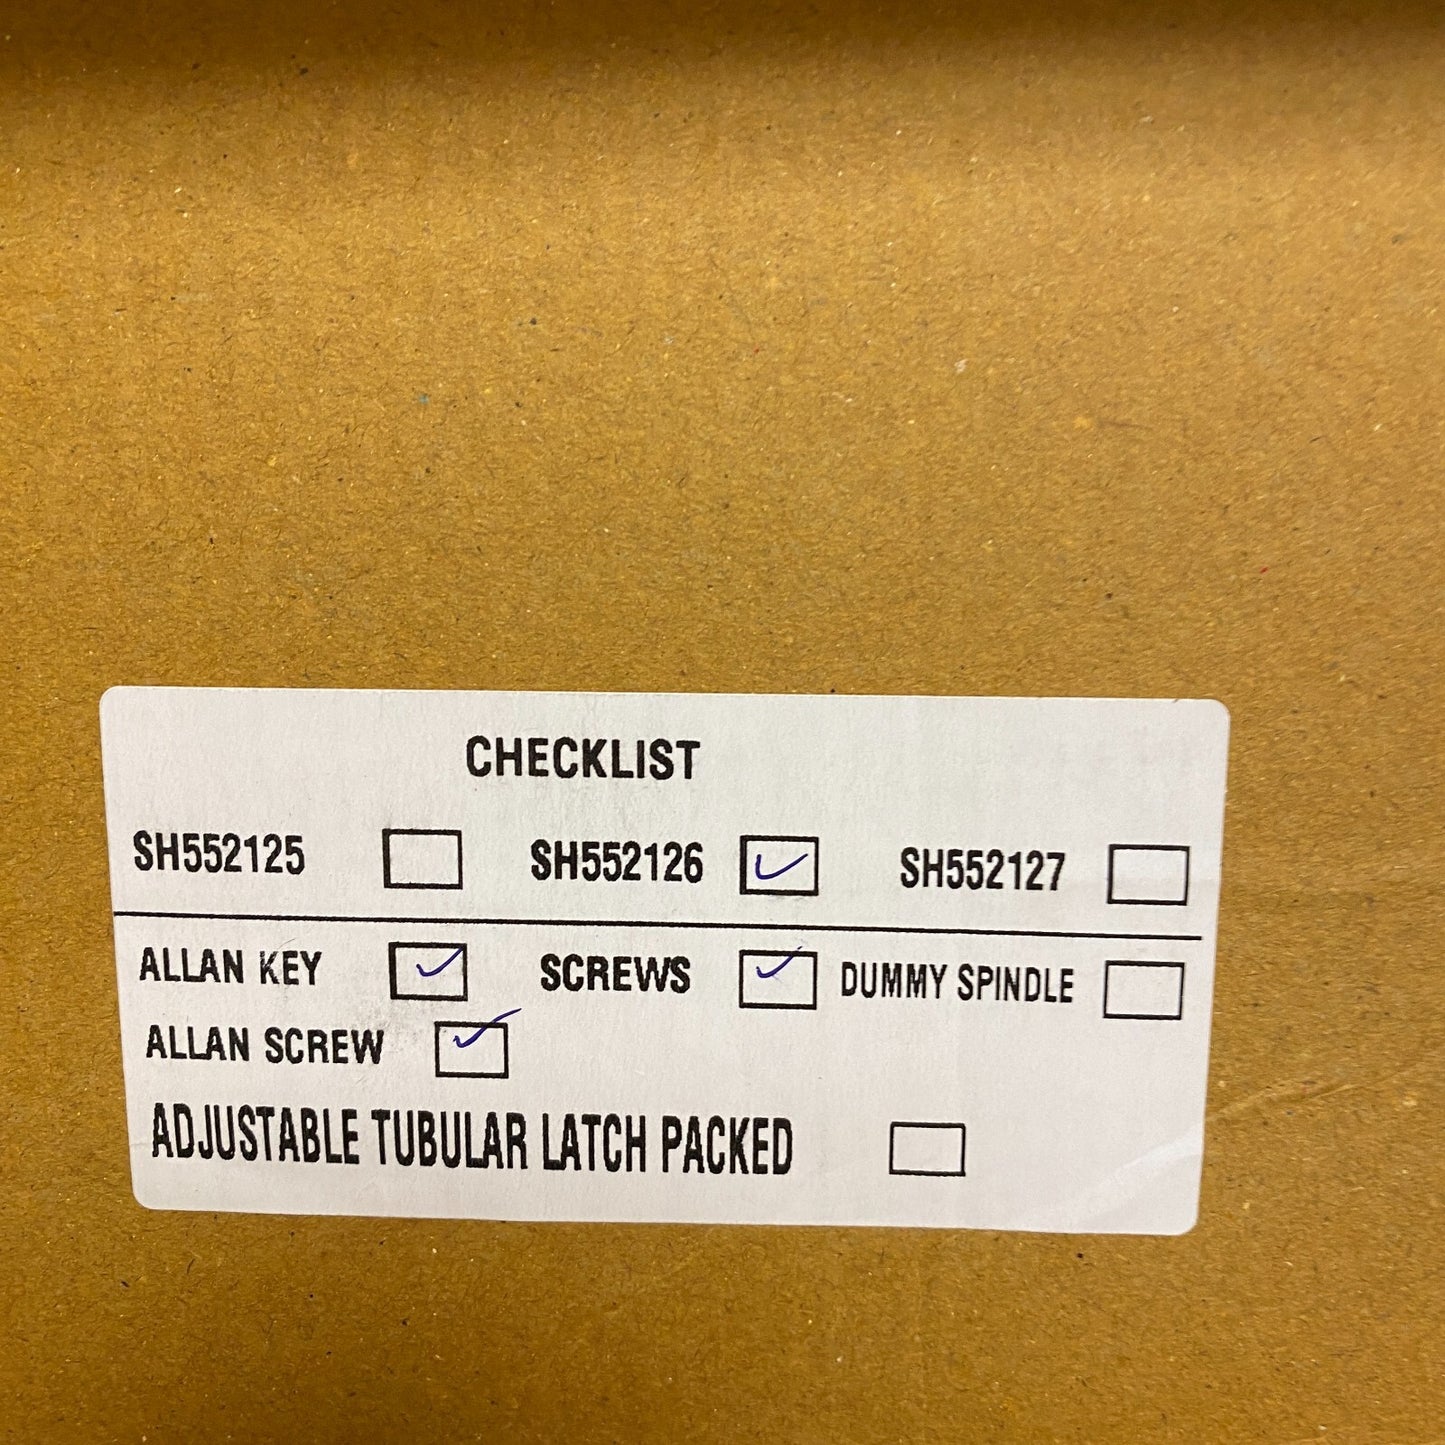 CHECKLIST
SH552125 SH552126 SH552127
ALLAN KEY SCREWS DUMMY SPINDLE
ALLAN SCREW
ADJUSTABLE TUBULAR LATCH PACKED